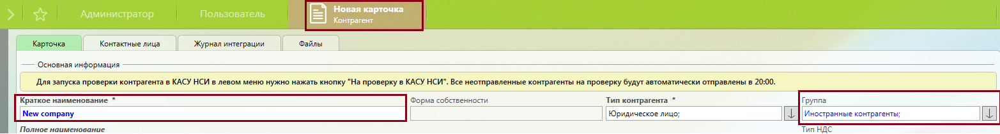 Администратор Пользователь Новая карточка
Контрагент
Карточка Контактные лица Журнал интеграции Файлы
Основная информация
Для запуска проверки контрагента в КАСУ НСИ в левом меню нужно нажать кнопку "На проверку в КАСУ НСИ". Все неотправленные контрагенты на проверку будут автоматически отправлены в 20:00.
Краткое наименование * Форма собственности Тип контрагента * Группа
New company Юридическое лицо; Иностранные контрагенты;
Полное наименование Тип НДС